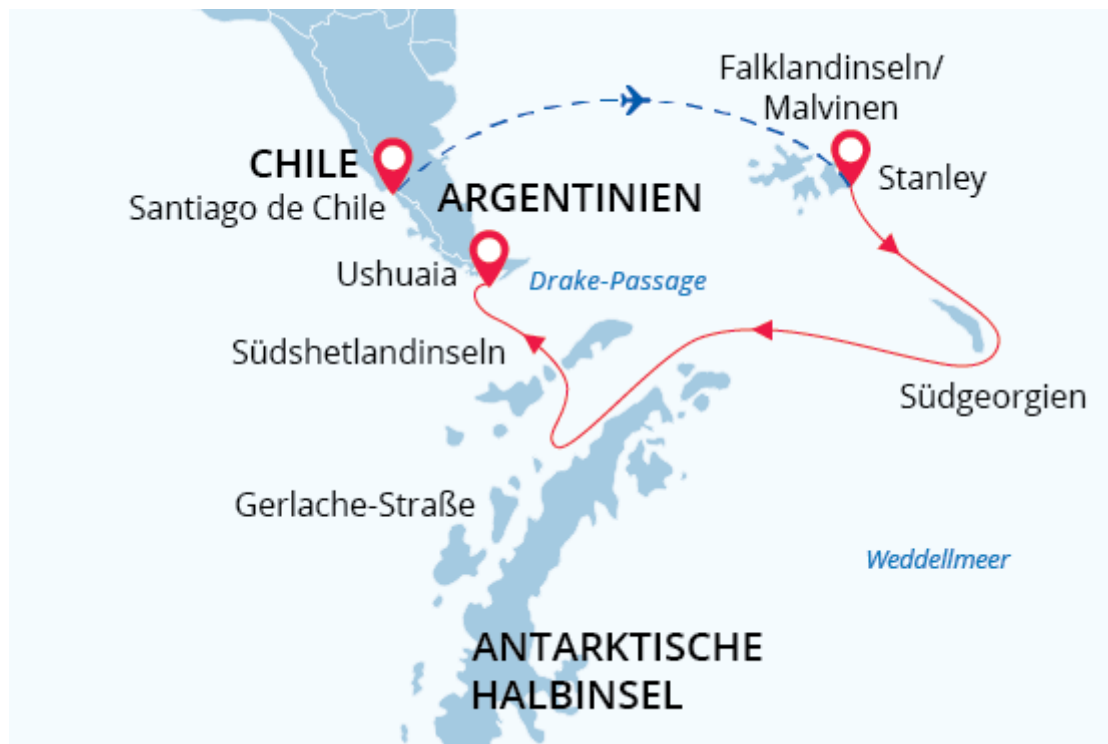 Falklandinseln/
Malvinen
CHILE
Stanley
ARGENTINIEN
Santiago de Chile
Ushuaia
Drake-Passage
Südshetlandinseln
Südgeorgien
Gerlache-Straße
Weddellmeer
ANTARKTISCHE
HALBINSEL